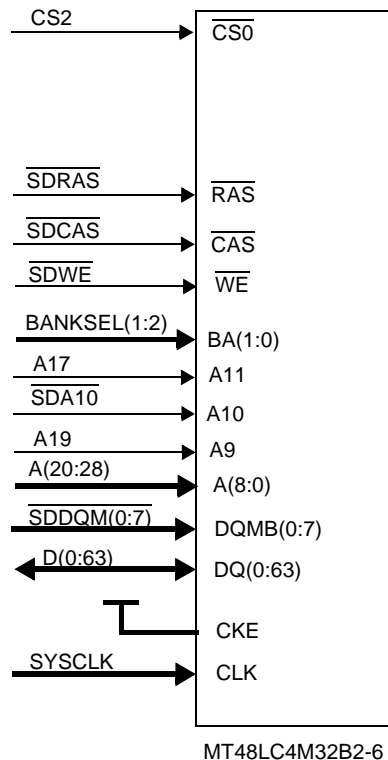 CS2
CS0
SDRAS
RAS
SDCAS
CAS
SDWE
WE
BANKSEL(1:2)
BA(1:0)
A17
A11
SDA10
A10
A19
A9
A(20:28)
A(8:0)
SDDQM(0:7)
DQMB(0:7)
D(0:63)
DQ(0:63)
CKE
SYSCLK
CLK
MT48LC4M32B2-6